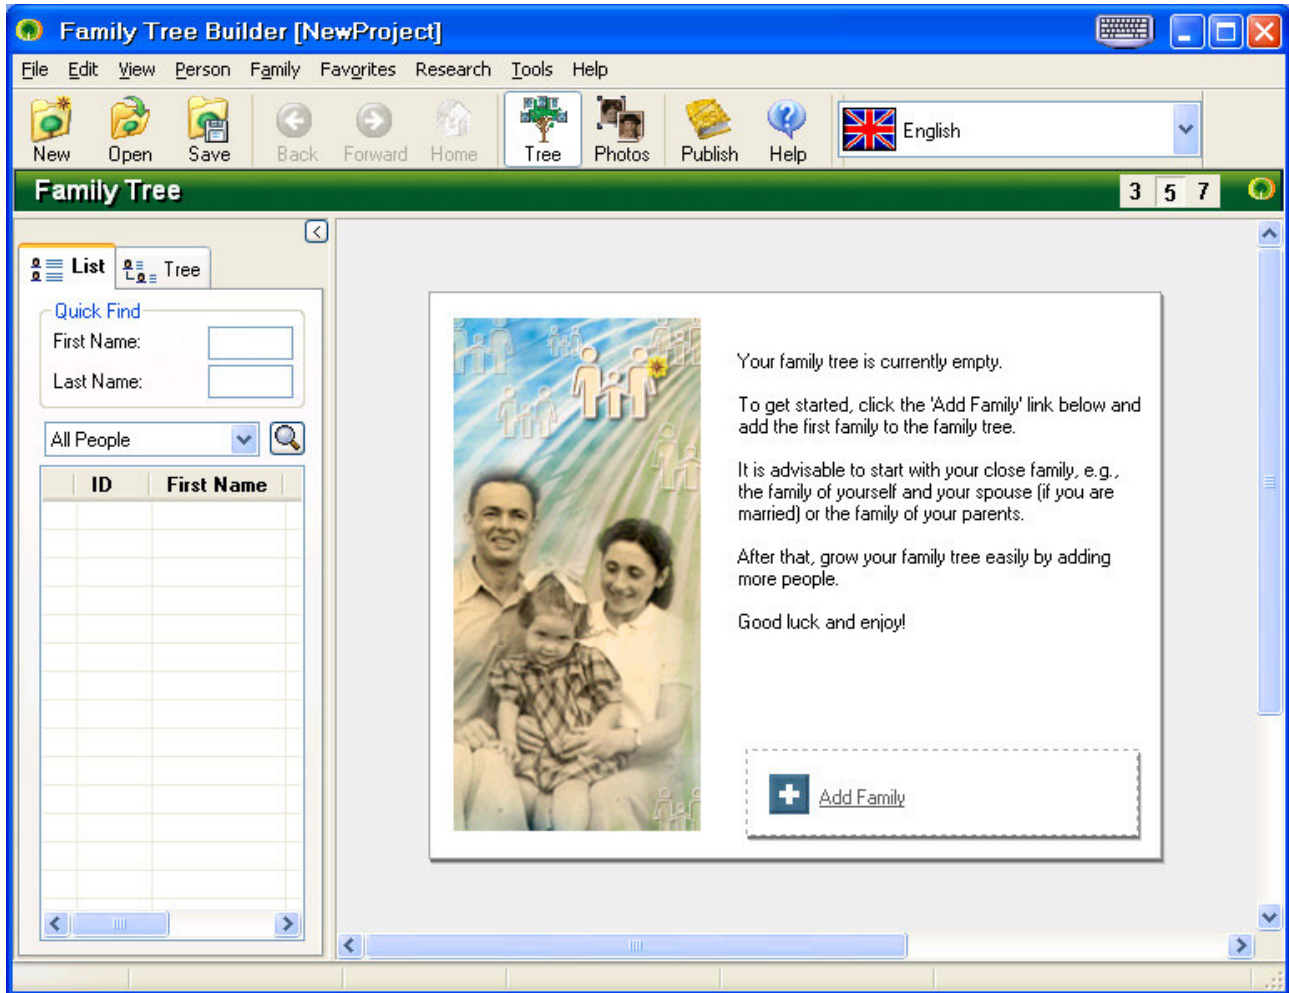 Family Tree Builder [NewProject]
File Edit View Person Family Favorites Research Tools Help
New Open Save Back Forward Home Tree Photos Publish Help English
Family Tree 3 5 7
List Tree
Quick Find
First Name:
Last Name:
All People
ID First Name
Your family tree is currently empty.
To get started, click the 'Add Family' link below and
add the first family to the family tree.
It is advisable to start with your close family, e.g.,
the family of yourself and your spouse (if you are
married) or the family of your parents.
After that, grow your family tree easily by adding
more people.
Good luck and enjoy!
Add Family